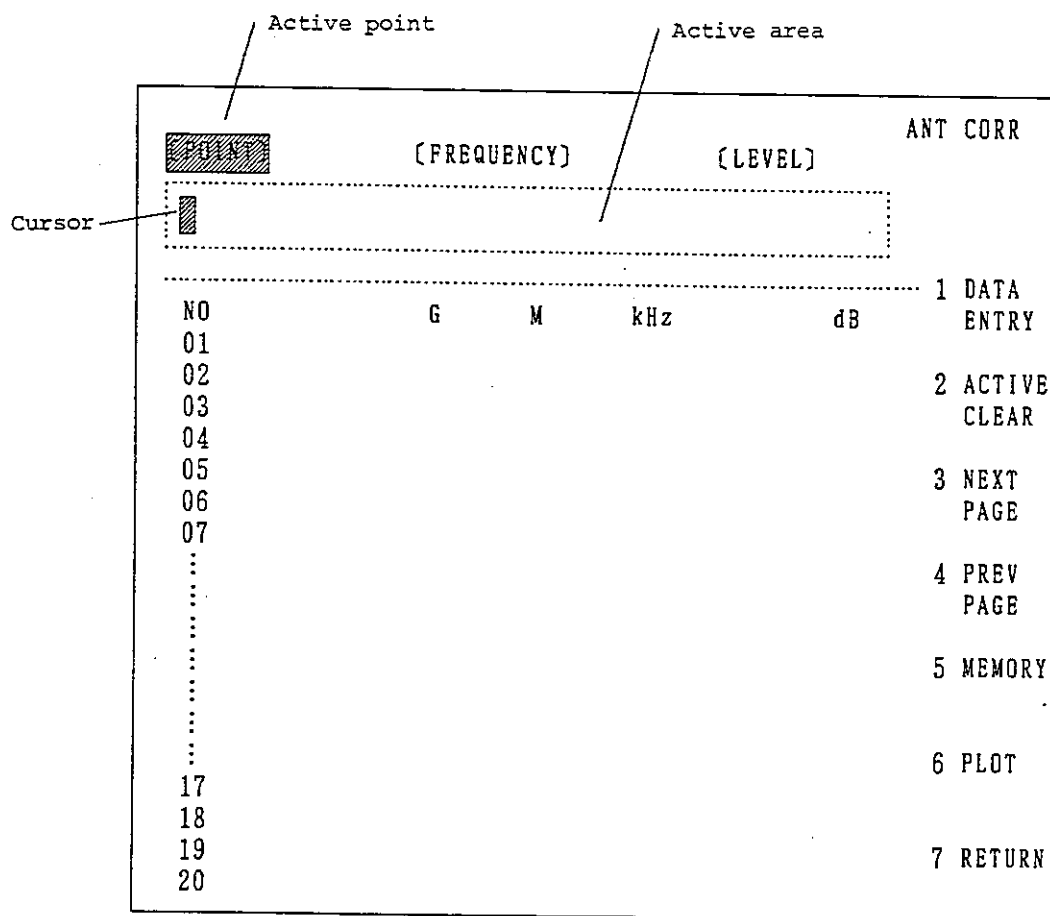 Active point
Active area
ANT CORR
[POINT] [FREQUENCY] [LEVEL]
Cursor
NO G M kHz dB
01
02
03
04
05
06
07
17
18
19
20
1 DATA
ENTRY
2 ACTIVE
CLEAR
3 NEXT
PAGE
4 PREV
PAGE
5 MEMORY
6 PLOT
7 RETURN